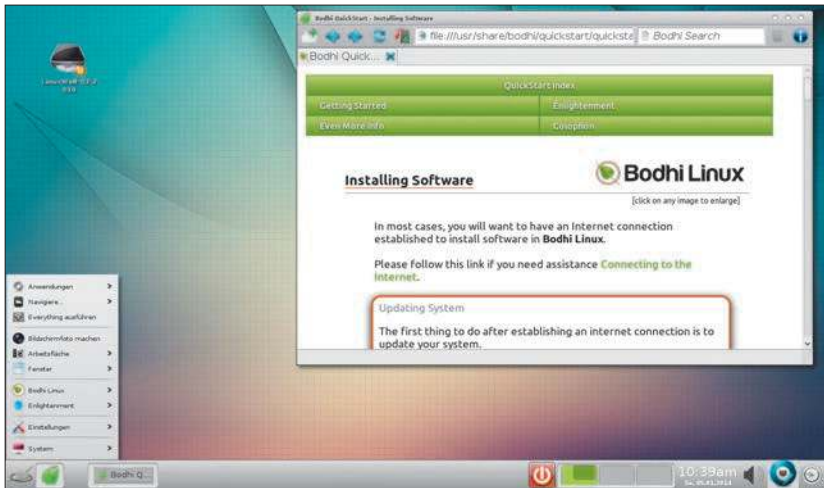 Bodhi QuickStart - Installing Software
file:///usr/share/bodhi/quickstart/quicksta
Bodhi Search
Bodhi Quick...
QuickStart Index
Getting Started
Enlightenment
Even More Info
Colophon
Bodhi Linux
Installing Software
[click on any image to enlarge]
In most cases, you will want to have an Internet connection
established to install software in Bodhi Linux.
Please follow this link if you need assistance Connecting to the
Internet.
Updating System
The first thing to do after establishing an internet connection is to
update your system.
Anwendungen
Navigare...
Everything ausführen
Bildschirmfoto machen
Arbeitsfläche
Fenster
Bodhi Linux
Enlightenment
Einstellungen
System
Bodhi Q...
10:39am